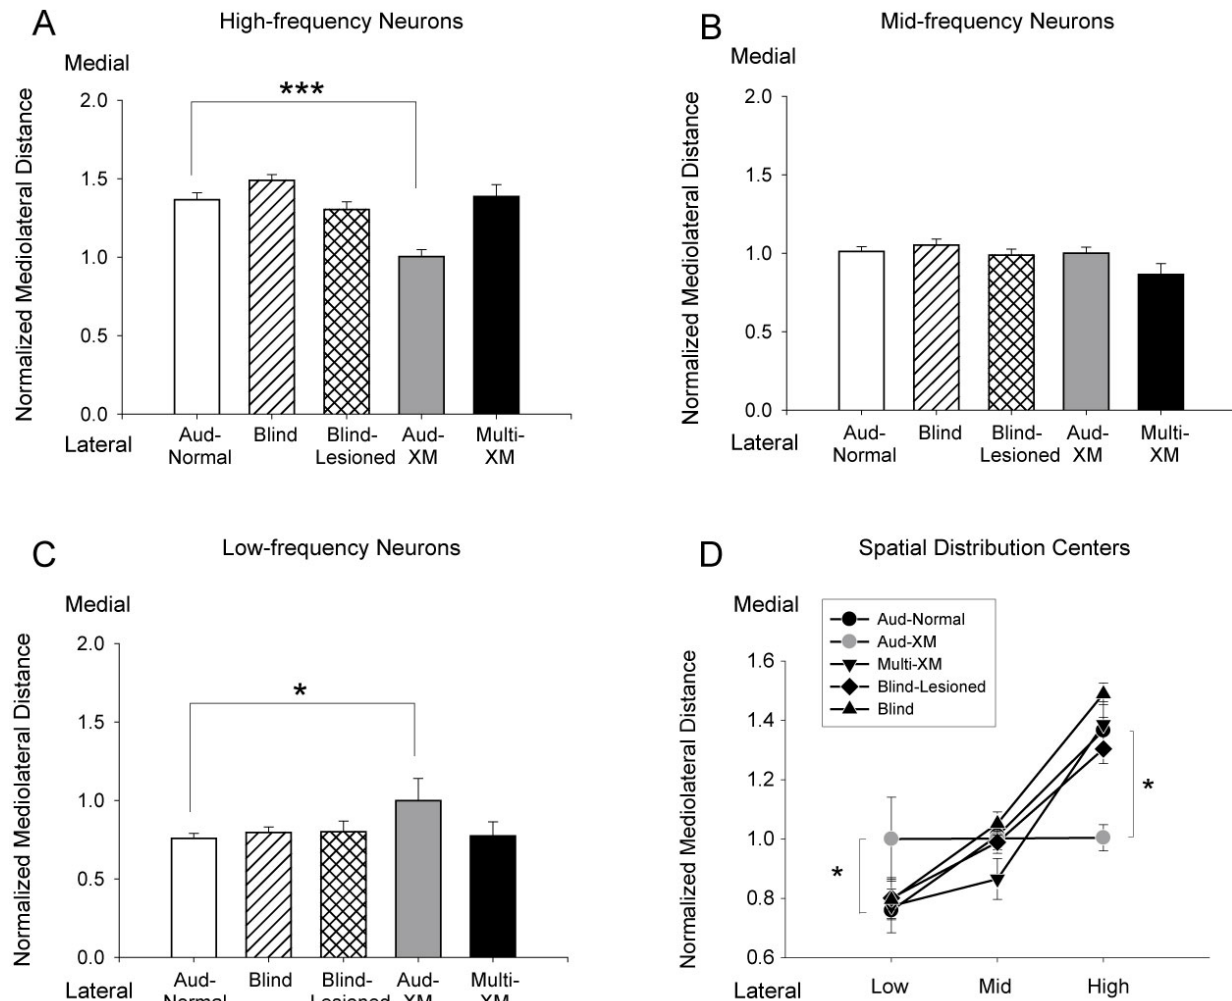 A
High-frequency Neurons
Medial
Normalized Mediolateral Distance
2.0
1.5
1.0
0.5
0.0
***
Lateral
Aud-
Normal
Blind
Blind-
Lesioned
Aud-
XM
Multi-
XM
B
Mid-frequency Neurons
Medial
Normalized Mediolateral Distance
2.0
1.5
1.0
0.5
0.0
Lateral
Aud-
Normal
Blind
Blind-
Lesioned
Aud-
XM
Multi-
XM
C
Low-frequency Neurons
Medial
Normalized Mediolateral Distance
2.0
1.5
1.0
0.5
0.0
*
Lateral
Aud-
Normal
Blind
Blind-
Lesioned
Aud-
XM
Multi-
XM
D
Spatial Distribution Centers
Medial
Aud-Normal
Aud-XM
Multi-XM
Blind-Lesioned
Blind
Normalized Mediolateral Distance
1.6
1.4
1.2
1.0
0.8
0.6
*
*
Lateral
Low
Mid
High